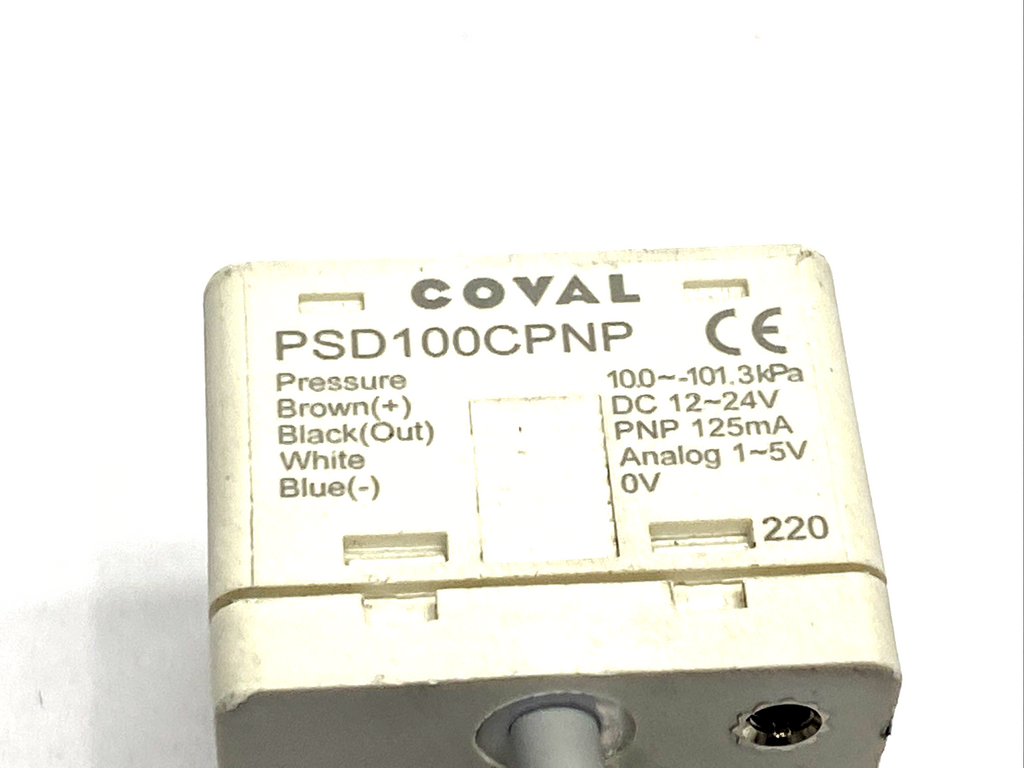 COVAL
PSD100CPNP CE
Pressure 10.0~-101.3kPa
Brown(+) DC 12~24V
Black(Out) PNP 125mA
White Analog 1~5V
Blue(-) 0V
220